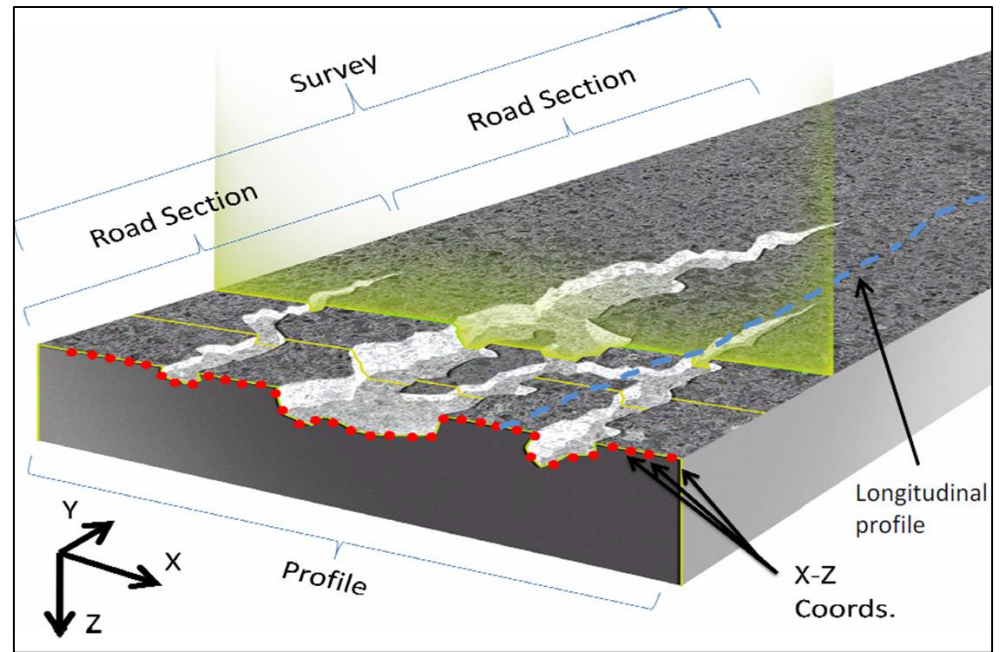 Survey
Road Section
Road Section
Longitudinal
profile
Y
X
Z
Profile
X-Z
Coords.